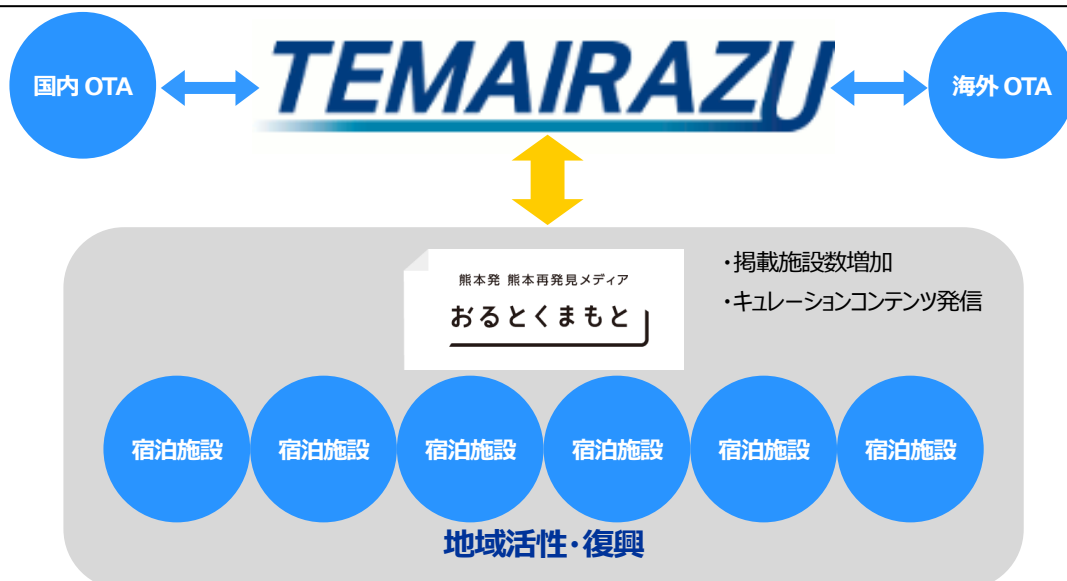 国内 OTA
TEMAIRAZU
海外 OTA
熊本発 熊本再発見メディア
おるとくまもと
・掲載施設数増加
・キュレーションコンテンツ発信
宿泊施設
宿泊施設
宿泊施設
宿泊施設
宿泊施設
宿泊施設
地域活性・復興